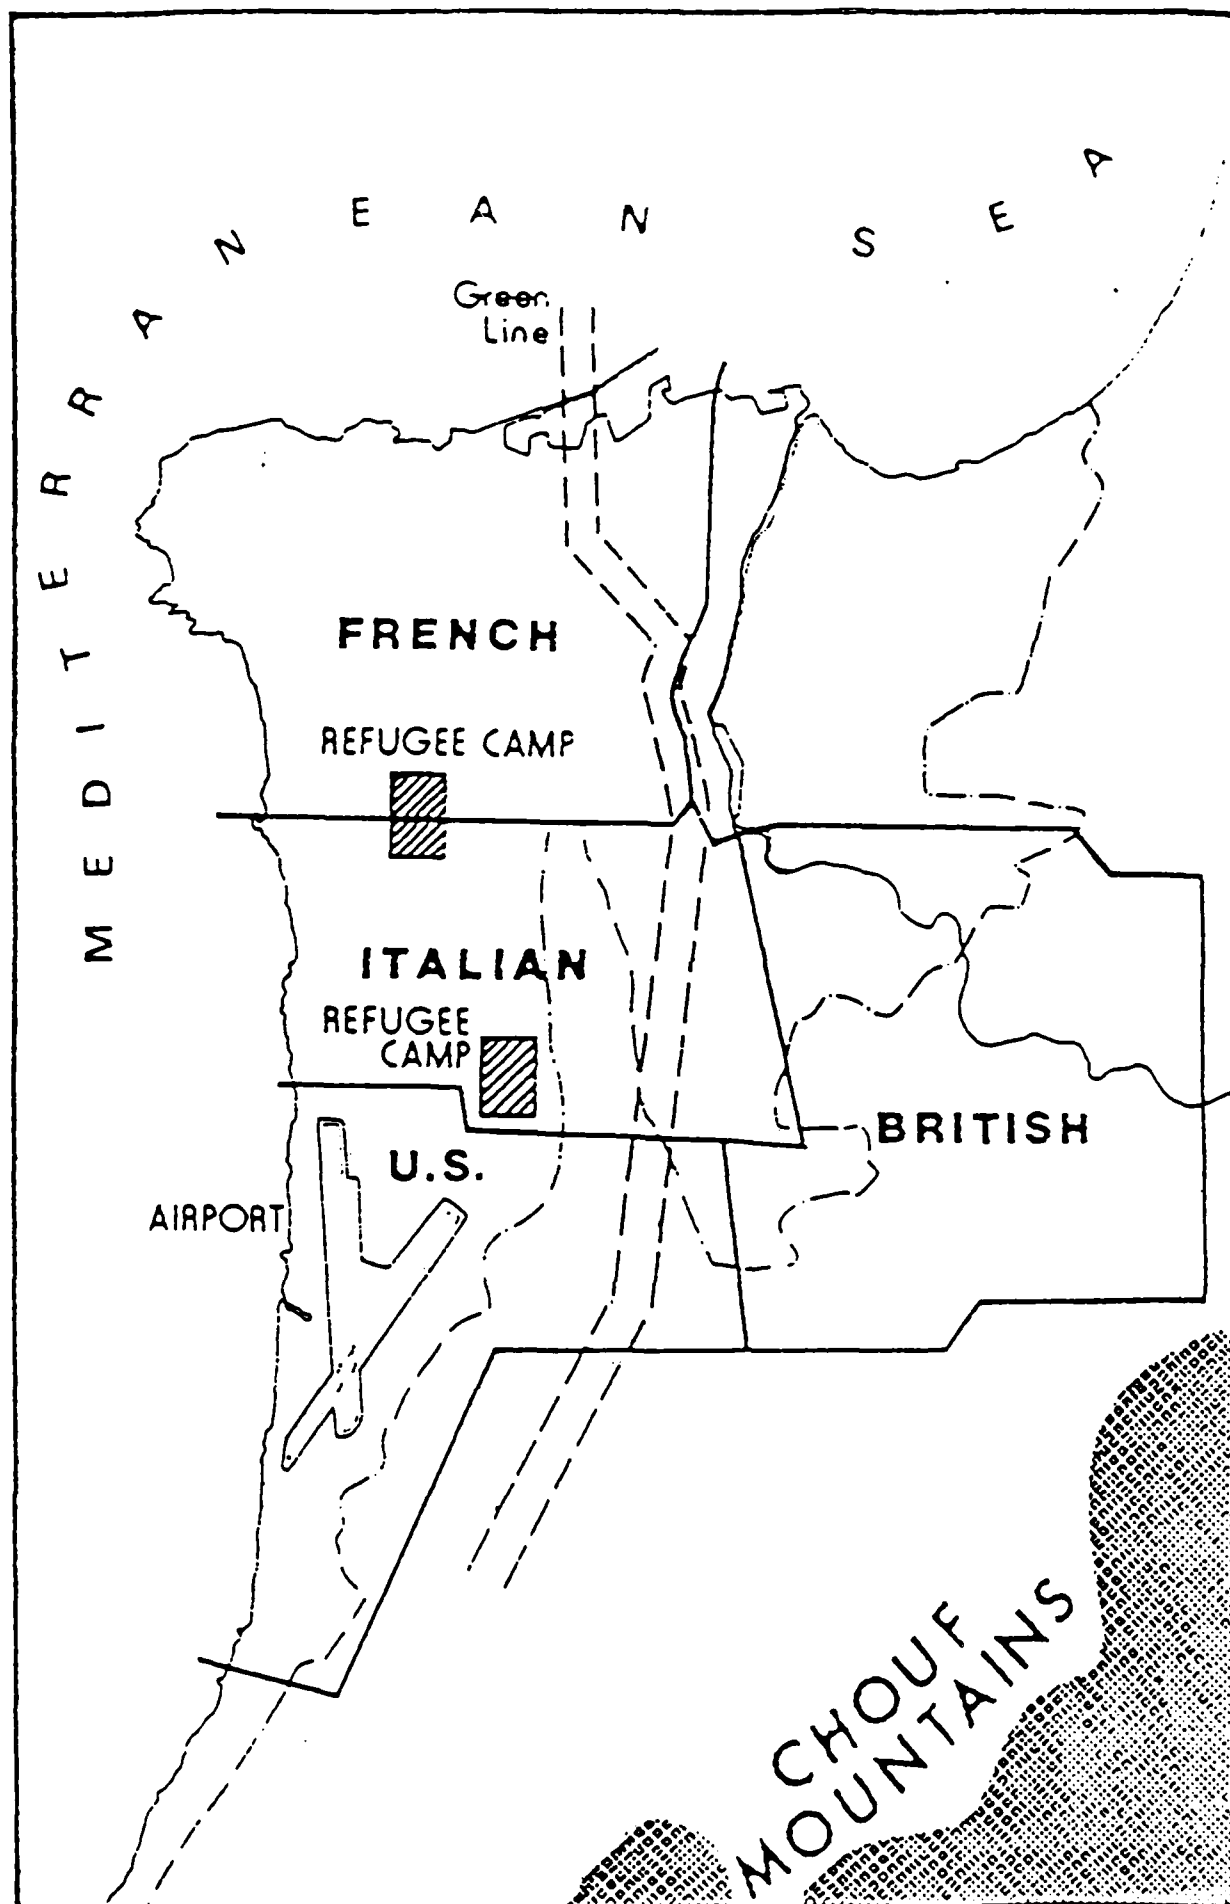 MEDITERRANEAN SEA
Green
Line
FRENCH
REFUGEE CAMP
ITALIAN
REFUGEE
CAMP
U.S.
BRITISH
AIRPORT
CHOUF
MOUNTAINS